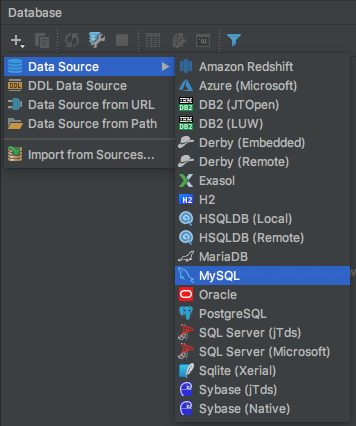 Database
Data Source
DDL Data Source
Data Source from URL
Data Source from Path
Import from Sources...
Amazon Redshift
Azure (Microsoft)
DB2 (JTOpen)
DB2 (LUW)
Derby (Embedded)
Derby (Remote)
Exasol
H2
HSQLDB (Local)
HSQLDB (Remote)
MariaDB
MySQL
Oracle
PostgreSQL
SQL Server (jTds)
SQL Server (Microsoft)
Sqlite (Xerial)
Sybase (jTds)
Sybase (Native)